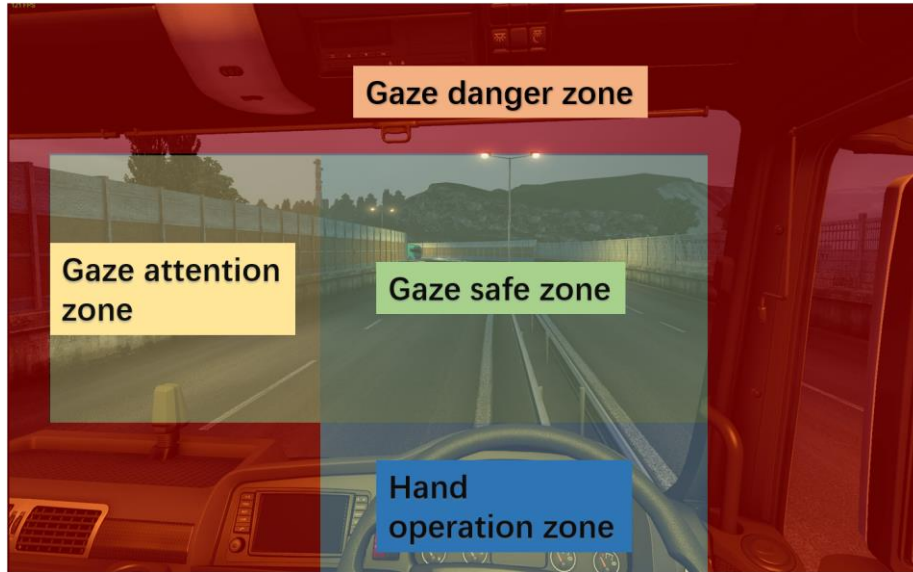 Gaze danger zone
Gaze attention
zone
Gaze safe zone
Hand
operation zone